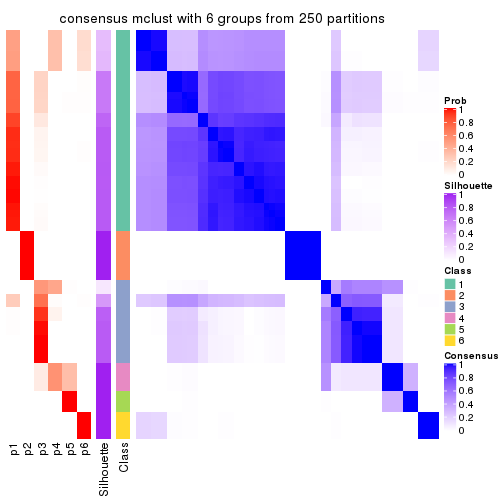 consensus mclust with 6 groups from 250 partitions
Prob
1
0.8
0.6
0.4
0.2
0
Silhouette
1
0.8
0.6
0.4
0.2
0
Class
1
2
3
4
5
6
Consensus
1
0.8
0.6
0.4
0.2
0
p1
p2
p3
p4
p5
p6
Silhouette
Class